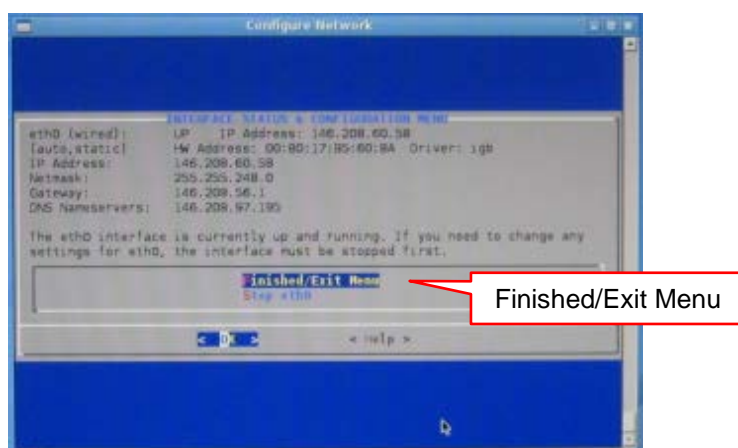 Configure Network
INTERFACE STATUS & CONFIGURATION MENU
eth0 (wired): UP IP Address: 146.208.60.58
[auto,static] HW Address: 00:80:17:B5:60:BA Driver: igb
IP Address: 146.208.60.58
Netmask: 255.255.248.0
Gateway: 146.208.56.1
DNS Nameservers: 146.208.97.195
The eth0 interface is currently up and running. If you need to change any
settings for eth0, the interface must be stopped first.
Finished/Exit Menu
Stop eth0
Finished/Exit Menu
< OK > < Help >